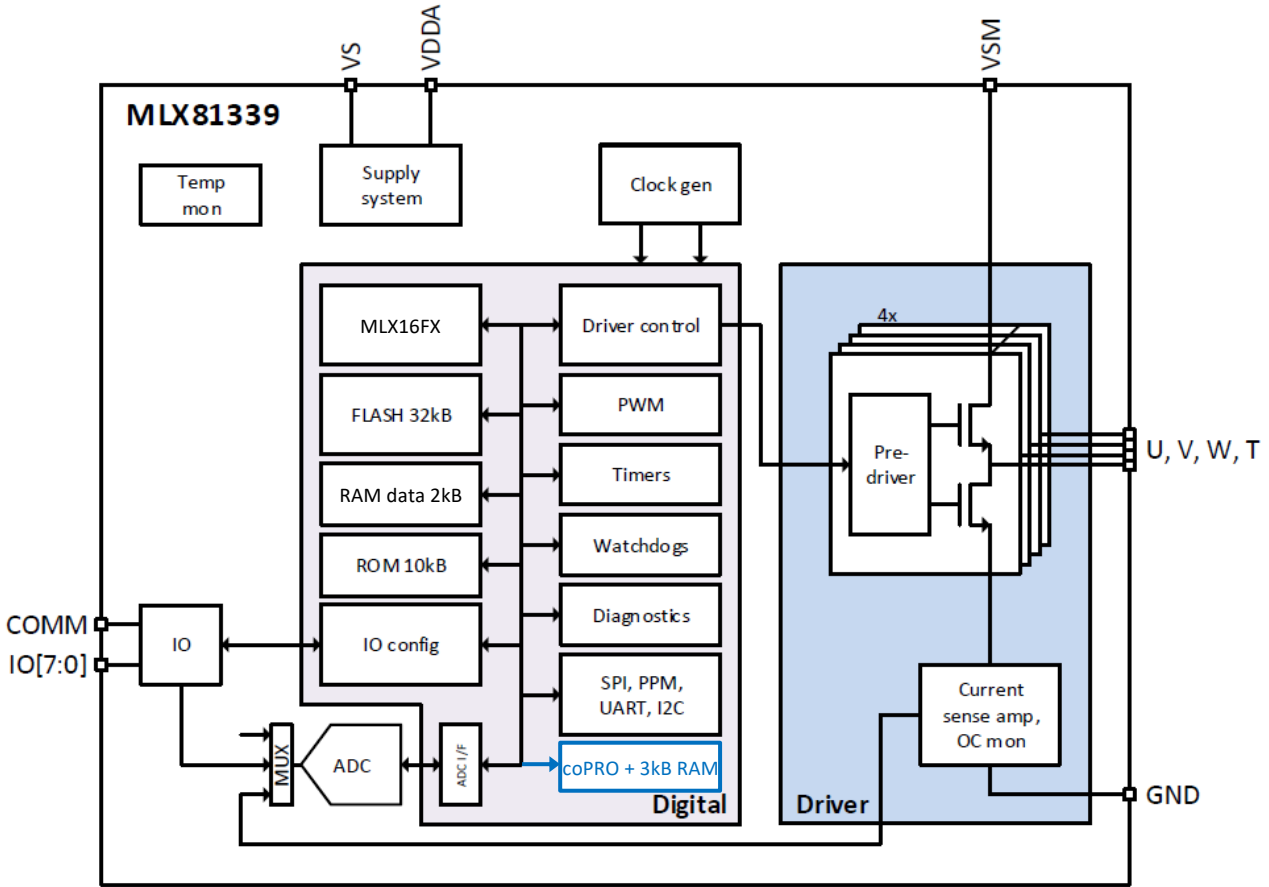 VS
VDDA
VSM
MLX81339
Temp
mon
Supply
system
Clock gen
MLX16FX
Driver control
4x
FLASH 32kB
PWM
Pre-
driver
U, V, W, T
RAM data 2kB
Timers
ROM 10kB
Watchdogs
COMM
IO[7:0]
IO
IO config
Diagnostics
SPI, PPM,
UART, I2C
Current
sense amp,
OC mon
MUX
ADC
ADC I/F
coPRO + 3kB RAM
Digital
Driver
GND